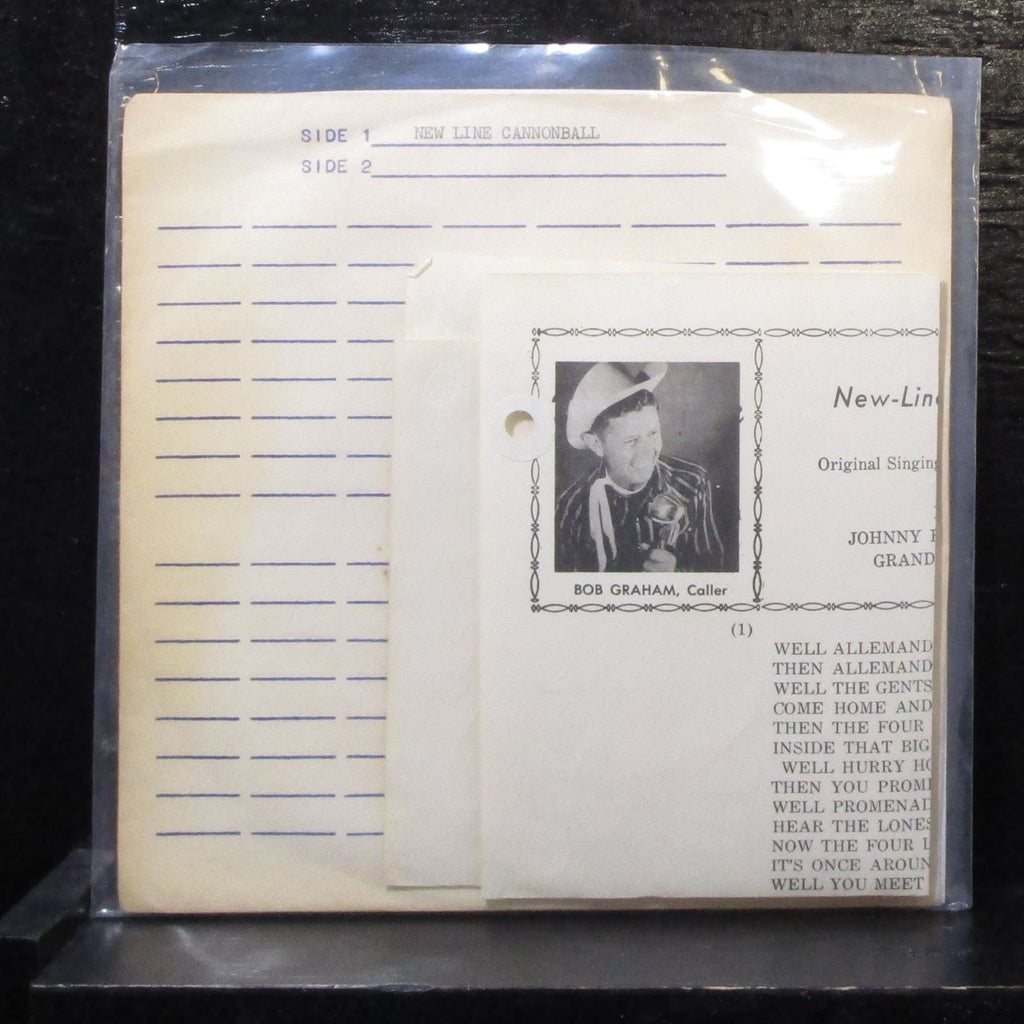 SIDE 1 NEW LINE CANNONBALL
SIDE 2
New-Lin
Original Singing
JOHNNY
GRAND
BOB GRAHAM, Caller
(1)
WELL ALLEMAND
THEN ALLEMAND
WELL THE GENTS
COME HOME AND
THEN THE FOUR
INSIDE THAT BIG
WELL HURRY
THEN YOU PROM
WELL PROMENAD
HEAR THE LONES
NOW THE FOUR
IT'S ONCE AROUN
WELL YOU MEET